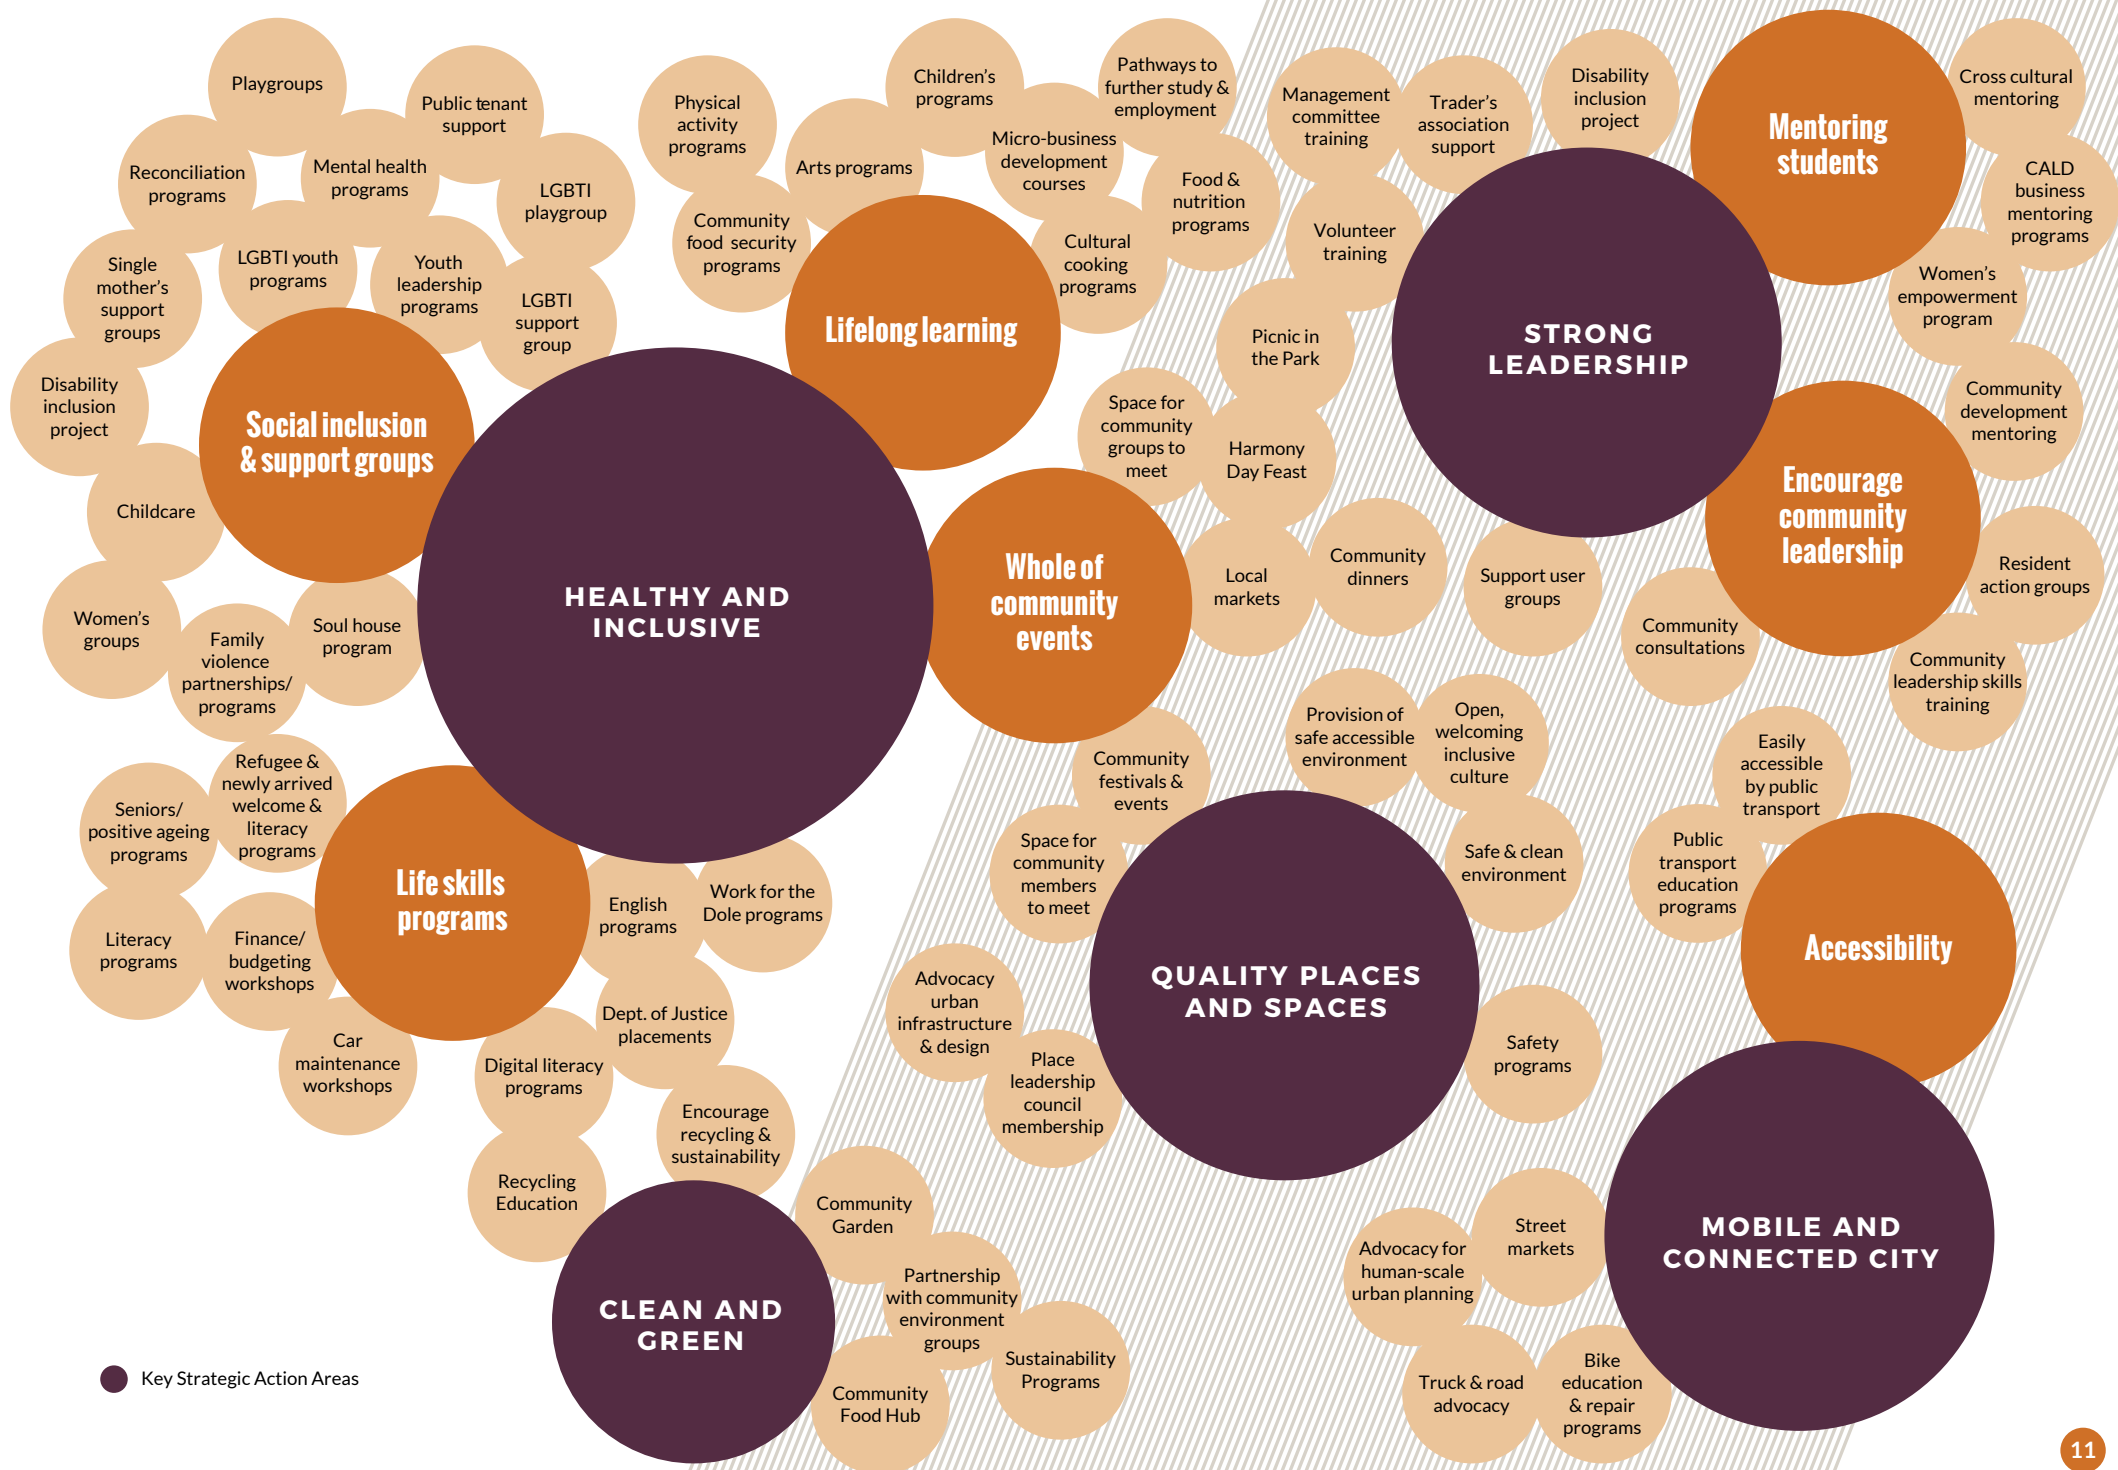 Playgroups
Public tenant
support
Reconciliation
programs
Mental health
programs
LGBTI
playgroup
Single
mother's
support
groups
LGBTI youth
programs
Youth
leadership
programs
LGBTI
support
group
Disability
inclusion
project
Social inclusion
& support groups
Childcare
Women's
groups
Family
violence
partnerships/
programs
Soul house
program
Physical
activity
programs
Community
food security
programs
Arts programs
Children's
programs
Micro-business
development
courses
Pathways to
further study &
employment
Food &
nutrition
programs
Cultural
cooking
programs
Lifelong learning
HEALTHY AND
INCLUSIVE
Space for
community
groups to
meet
Picnic in
the Park
Harmony
Day Feast
Local
markets
Community
dinners
Whole of
community
events
Community
festivals &
events
Management
committee
training
Trader's
association
support
Disability
inclusion
project
Volunteer
training
STRONG
LEADERSHIP
Mentoring
students
Cross cultural
mentoring
CALD
business
mentoring
programs
Women's
empowerment
program
Community
development
mentoring
Encourage
community
leadership
Resident
action groups
Community
leadership skills
training
Community
consultations
Support user
groups
Refugee &
newly arrived
welcome &
literacy
programs
Seniors/
positive ageing
programs
Literacy
programs
Finance/
budgeting
workshops
Car
maintenance
workshops
Life skills
programs
English
programs
Work for the
Dole programs
Dept. of Justice
placements
Digital literacy
programs
Provision of
safe accessible
environment
Open,
welcoming
inclusive
culture
Safe & clean
environment
Space for
community
members
to meet
Advocacy
urban
infrastructure
& design
Place
leadership
council
membership
QUALITY PLACES
AND SPACES
Safety
programs
Easily
accessible
by public
transport
Public
transport
education
programs
Accessibility
MOBILE AND
CONNECTED CITY
Street
markets
Advocacy for
human-scale
urban planning
Truck & road
advocacy
Bike
education
& repair
programs
Encourage
recycling &
sustainability
Recycling
Education
CLEAN AND
GREEN
Community
Garden
Partnership
with community
environment
groups
Sustainability
Programs
Community
Food Hub
Key Strategic Action Areas
11